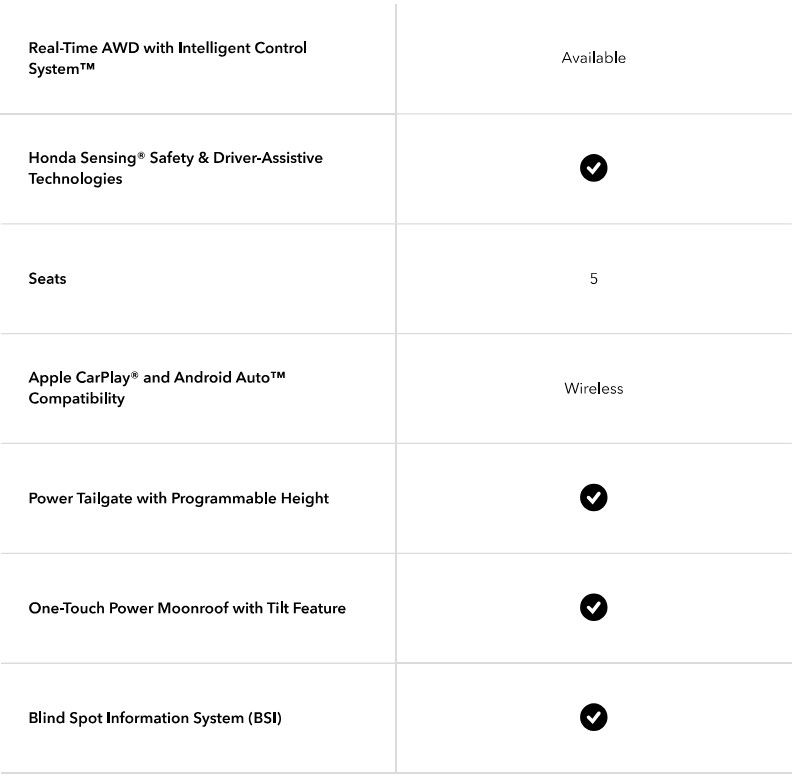 Real-Time AWD with Intelligent Control
System™
Available
Honda Sensing® Safety & Driver-Assistive
Technologies
Seats
5
Apple CarPlay® and Android Auto™
Compatibility
Wireless
Power Tailgate with Programmable Height
One-Touch Power Moonroof with Tilt Feature
Blind Spot Information System (BSI)